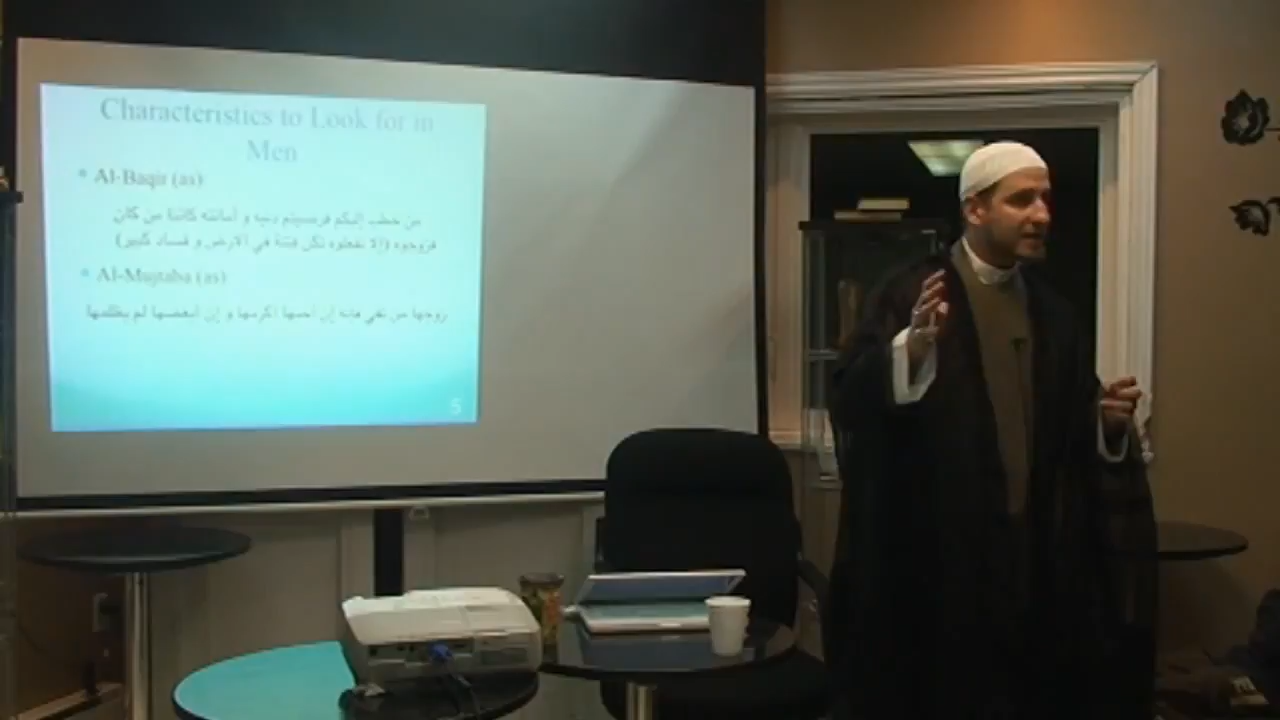 Characteristics to Look for in
Men
Al-Baqir (as)
من خطب إليكم فرضيتم دينه و أمانته كائنا من كان
فزوجوه (إلا تفعلوه تكن فتنة في الارض و فساد كبير)
Al-Mujtaba (as)
زوجها من تقي فإنه إن أحبها أكرمها و إن أبغضها لم يظلمها
5